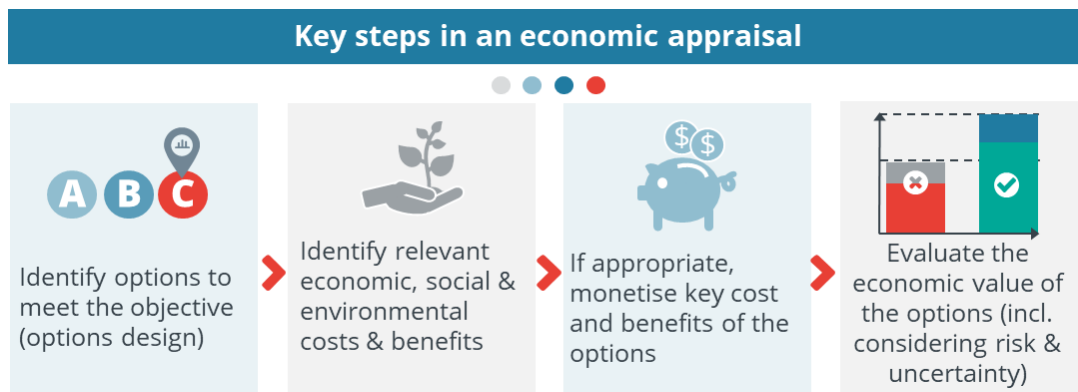 Key steps in an economic appraisal
A B C
Identify options to
meet the objective
(options design)
Identify relevant
economic, social &
environmental
costs & benefits
$ $
If appropriate,
monetise key cost
and benefits of the
options
Evaluate the
economic value of
the options (incl.
considering risk &
uncertainty)